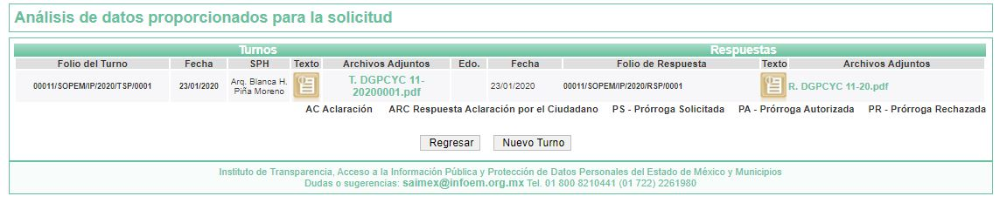 Análisis de datos proporcionados para la solicitud
Turnos Respuestas
Folio del Turno Fecha SPH Texto Archivos Adjuntos Edo. Fecha Folio de Respuesta Texto Archivos Adjuntos
00011/SOPEM/IP/2020/TSP/0001 23/01/2020 Arq. Blanca H. Piña Moreno T. DGPCYC 11-20200001.pdf 23/01/2020 00011/SOPEM/IP/2020/RSP/0001 R. DGPCYC 11-20.pdf
AC Aclaración ARC Respuesta Aclaración por el Ciudadano PS - Prórroga Solicitada PA - Prórroga Autorizada PR - Prórroga Rechazada
Regresar Nuevo Turno
Instituto de Transparencia, Acceso a la Información Pública y Protección de Datos Personales del Estado de México y Municipios
Dudas o sugerencias: saimex@infoem.org.mx Tel. 01 800 8210441 (01 722) 2261980